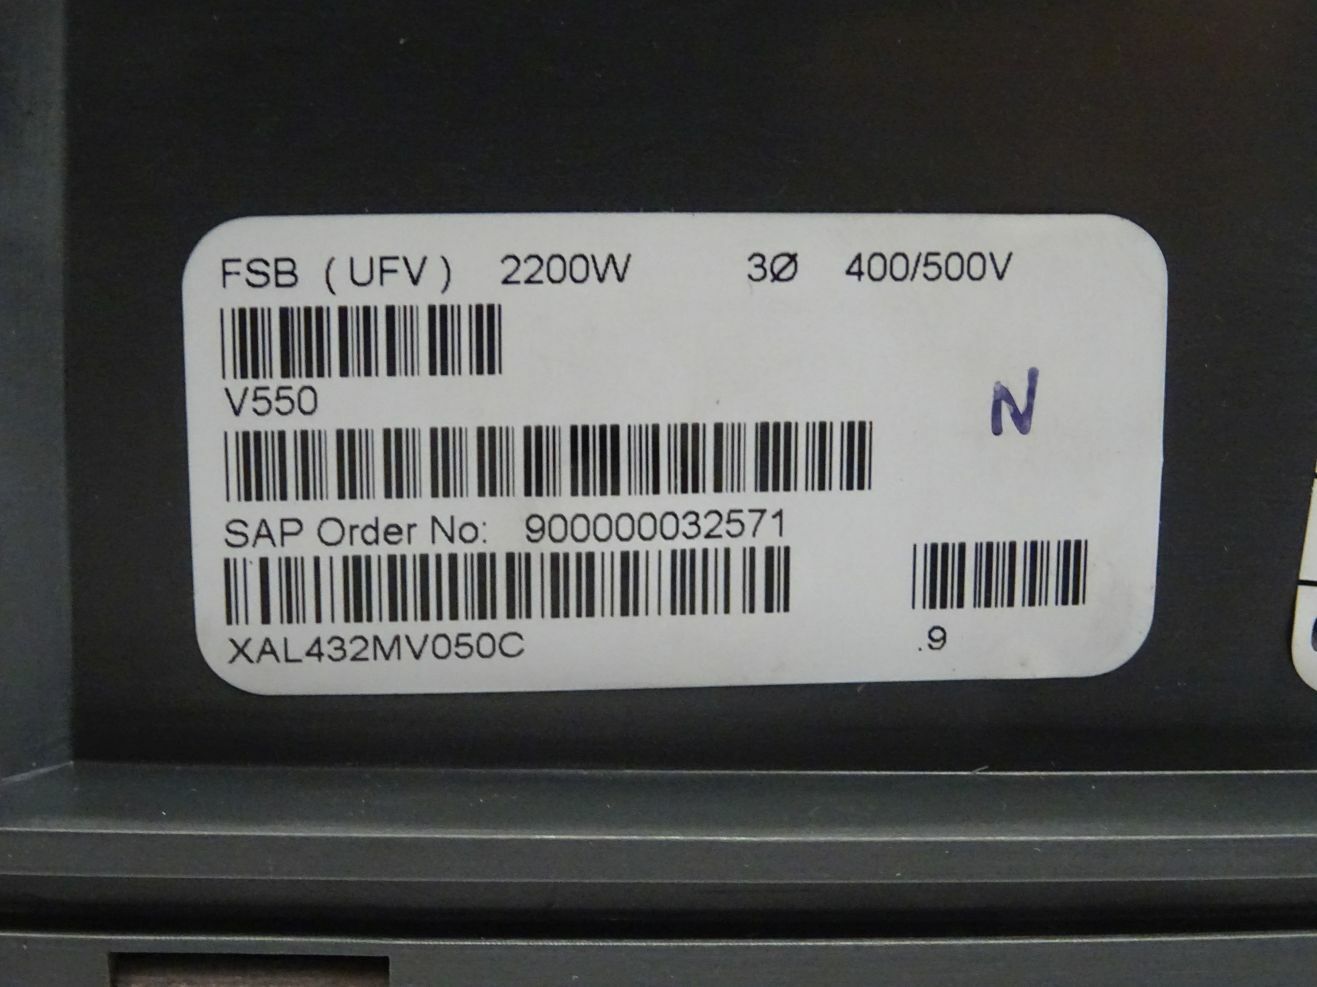 FSB ( UFV ) 2200W 3Ø 400/500V
V550
N
SAP Order No: 900000032571
XAL432MV050C
.9